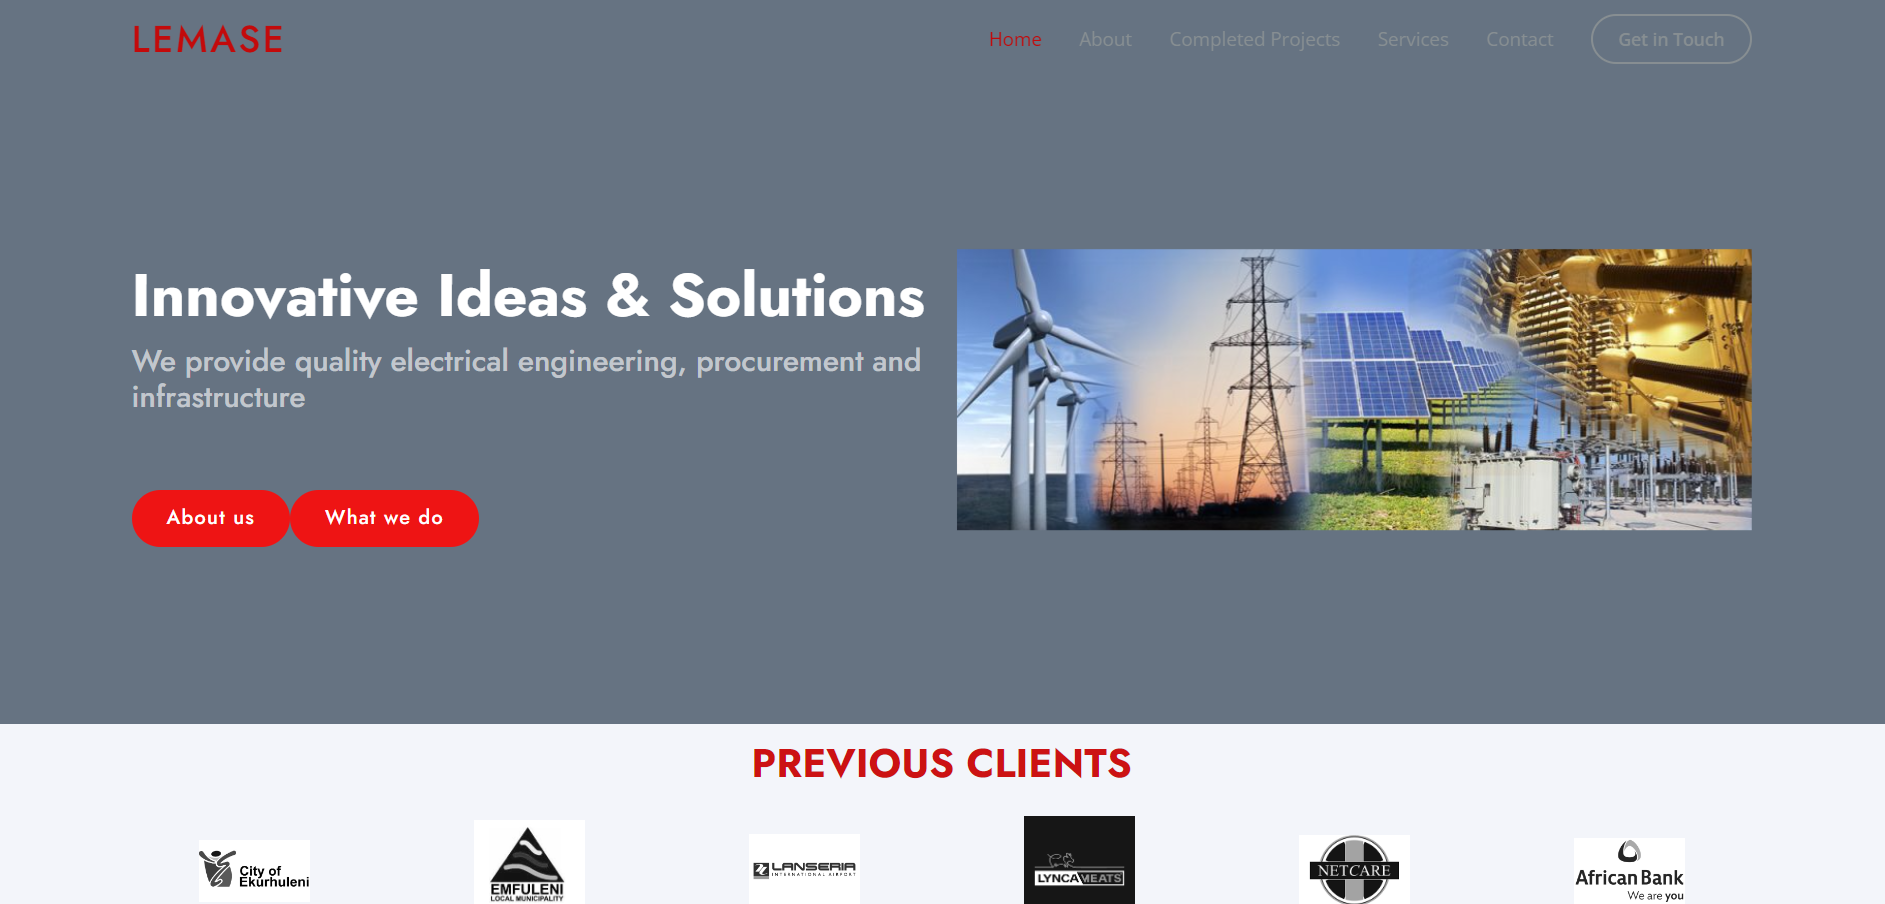 LEMASE
Home
About
Completed Projects
Services
Contact
Get in Touch
Innovative Ideas & Solutions
We provide quality electrical engineering, procurement and
infrastructure
About us
What we do
PREVIOUS CLIENTS
City of
Ekurhuleni
EMFULENI
LOCAL MUNICIPALITY
LANSERIA
INTERNATIONAL AIRPORT
LYNCAMEATS
NETCARE
African Bank
We are you